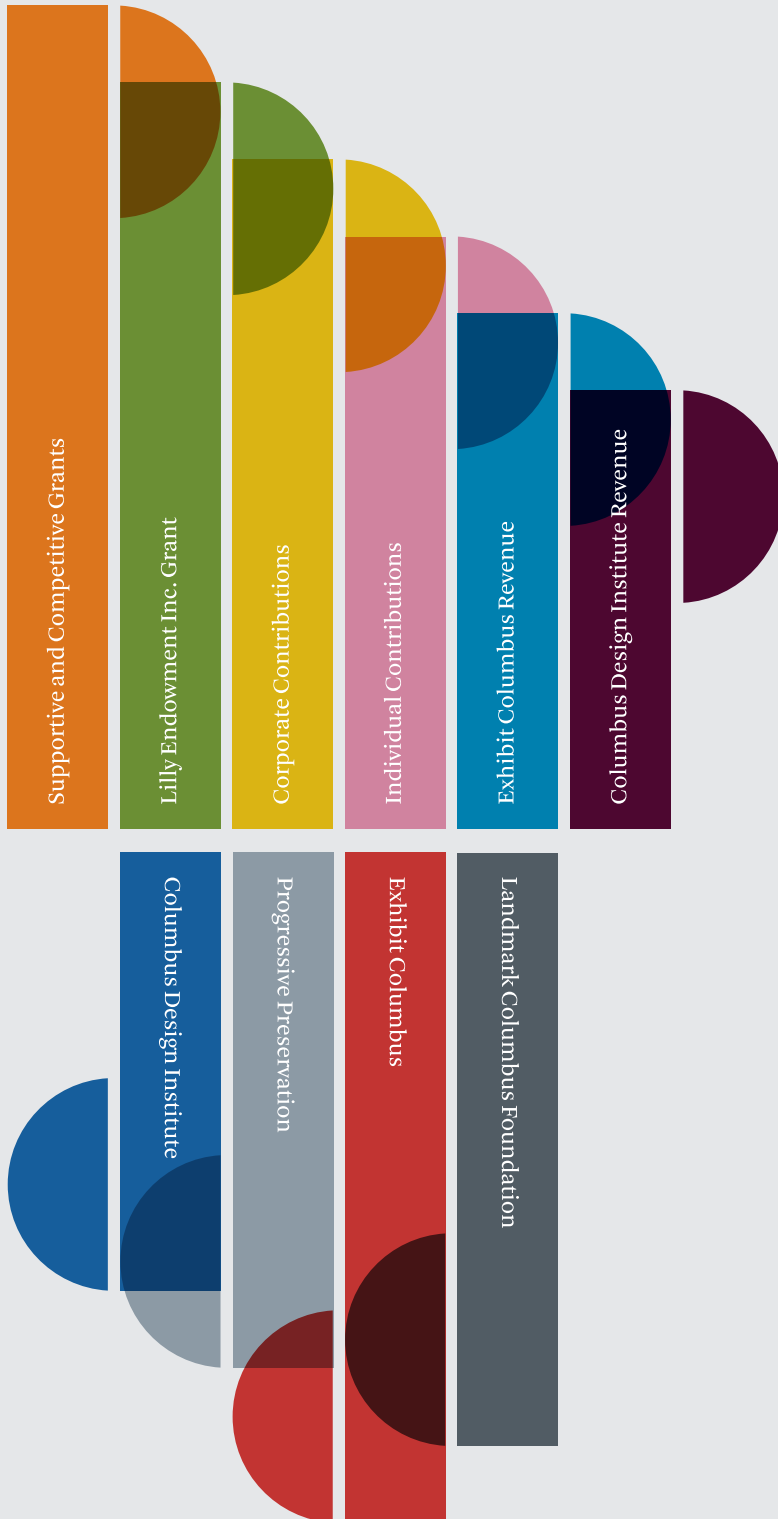 Supportive and Competitive Grants
Lilly Endowment Inc. Grant
Corporate Contributions
Individual Contributions
Exhibit Columbus Revenue
Columbus Design Institute Revenue
Columbus Design Institute
Progressive Preservation
Exhibit Columbus
Landmark Columbus Foundation